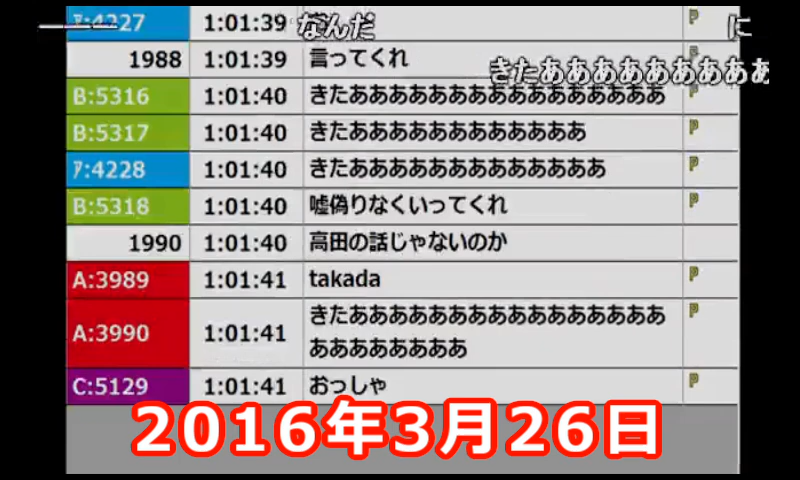 ｱ:4227 1:01:39 なんだ P に
1988 1:01:39 言ってくれ
きたああああああああああ
B:5316 1:01:40 きたああああああああああああああああ P
B:5317 1:01:40 きたああああああああああああ P
ｱ:4228 1:01:40 きたあああああああああああああ P
B:5318 1:01:40 嘘偽りなくいってくれ P
1990 1:01:40 高田の話じゃないのか
A:3989 1:01:41 takada P
A:3990 1:01:41 きたああああああああああああああああ P
ああああああああ
C:5129 1:01:41 おっしゃ P
2016年3月26日